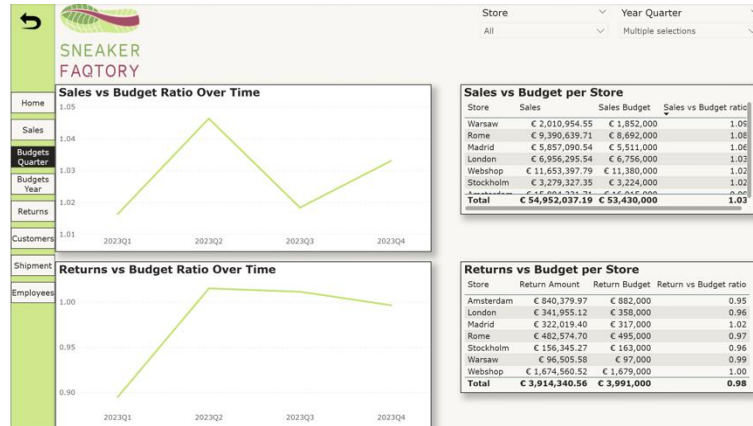 Store Year Quarter
All Multiple selections
SNEAKER
FAQTORY
Home
Sales
Budgets
Quarter
Budgets
Year
Returns
Customers
Shipment
Employees
Sales vs Budget Ratio Over Time
1.05
1.04
1.03
1.02
1.01
2023Q1 2023Q2 2023Q3 2023Q4
Sales vs Budget per Store
Store Sales Sales Budget Sales vs Budget ratio
Warsaw € 2,010,954.55 € 1,852,000 1.09
Rome € 9,390,639.71 € 8,692,000 1.08
Madrid € 5,857,090.54 € 5,511,000 1.06
London € 6,956,295.54 € 6,756,000 1.03
Webshop € 11,653,397.79 € 11,380,000 1.02
Stockholm € 3,279,327.35 € 3,224,000 1.02
Total € 54,952,037.19 € 53,430,000 1.03
Returns vs Budget Ratio Over Time
1.00
0.95
0.90
2023Q1 2023Q2 2023Q3 2023Q4
Returns vs Budget per Store
Store Return Amount Return Budget Return vs Budget ratio
Amsterdam € 840,379.97 € 882,000 0.95
London € 341,955.12 € 358,000 0.96
Madrid € 322,019.40 € 317,000 1.02
Rome € 482,574.70 € 495,000 0.97
Stockholm € 156,345.27 € 163,000 0.96
Warsaw € 96,505.58 € 97,000 0.99
Webshop € 1,674,560.52 € 1,679,000 1.00
Total € 3,914,340.56 € 3,991,000 0.98